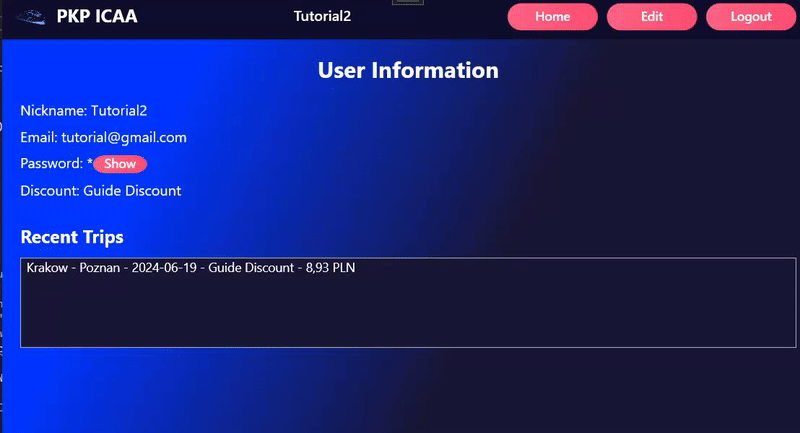 PKP ICAA
Tutorial2
Home
Edit
Logout
User Information
Nickname: Tutorial2
Email: tutorial@gmail.com
Password: * Show
Discount: Guide Discount
Recent Trips
Krakow - Poznan - 2024-06-19 - Guide Discount - 8,93 PLN